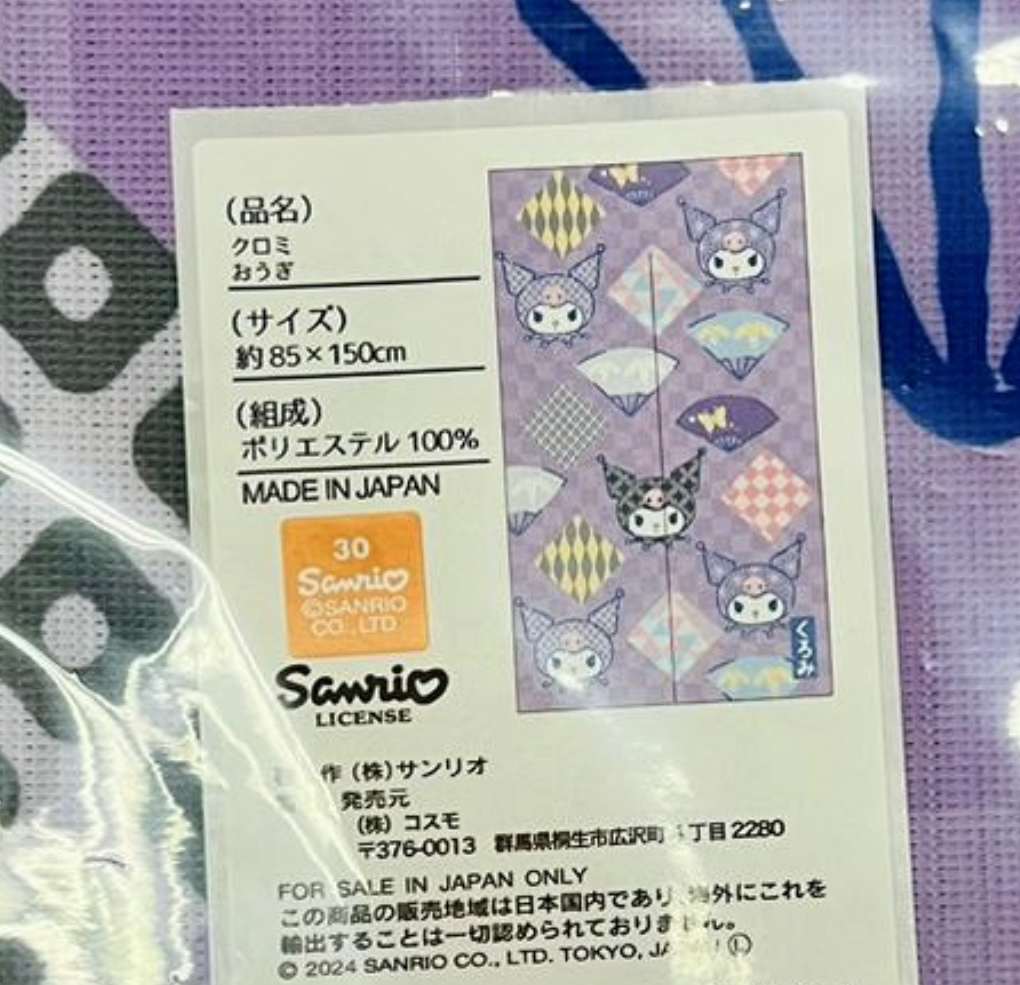 (品名)
クロミ
おうぎ
(サイズ)
約85×150cm
(組成)
ポリエステル 100%
MADE IN JAPAN
30
Sanrio
©SANRIO
CO.,LTD
Sanrio
LICENSE
くろみ
作 (株)サンリオ
発売元
(株) コスモ
〒376-0013 群馬県桐生市広沢町 丁目2280
FOR SALE IN JAPAN ONLY
この商品の販売地域は日本国内であり、海外にこれを
輸出することは一切認められておりません。
© 2024 SANRIO CO., LTD. TOKYO, Ⓛ